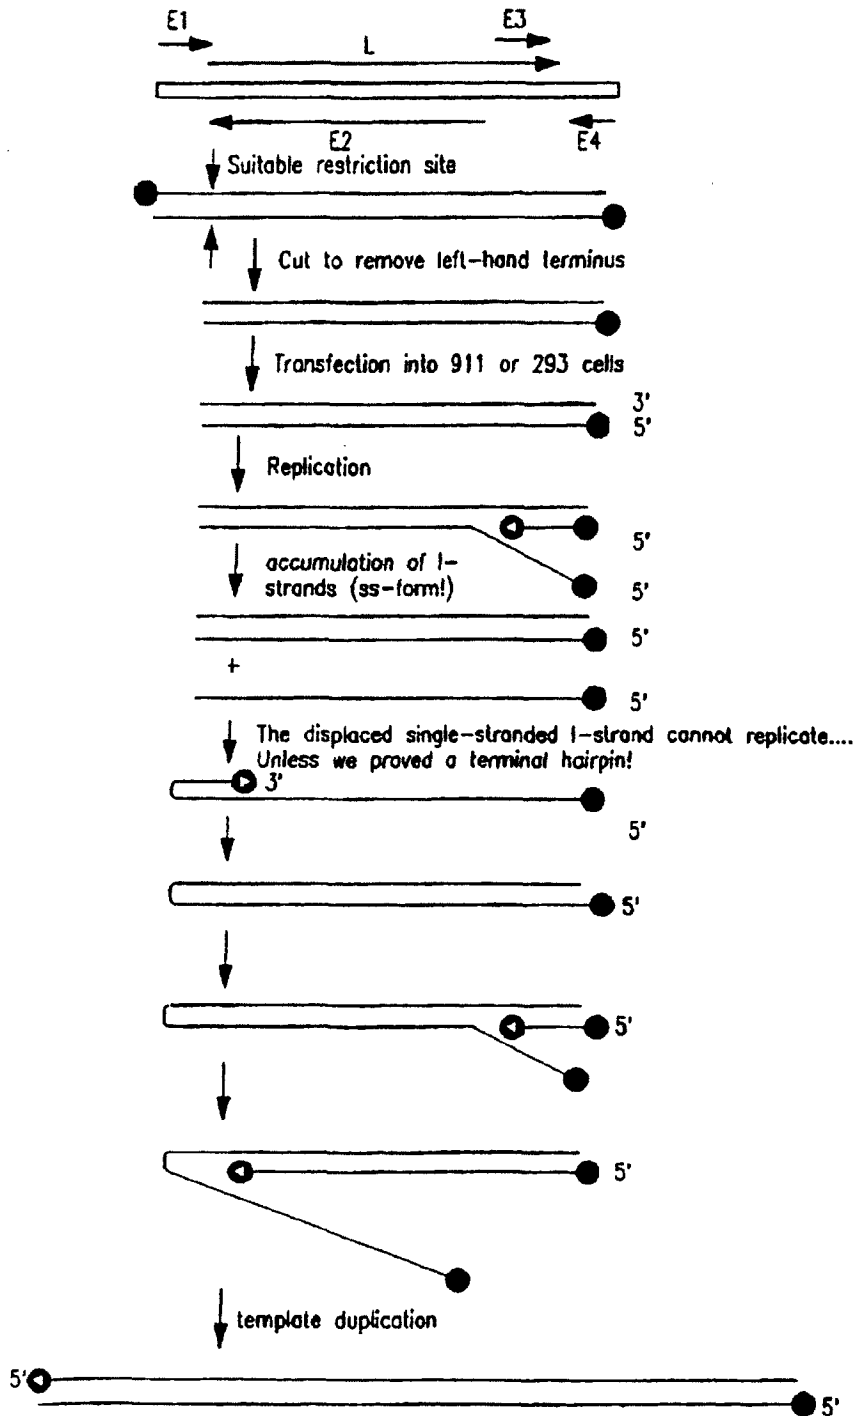 E1
E3
L
E2
E4
Suitable restriction site
Cut to remove left-hand terminus
Transfection into 911 or 293 cells
3'
5'
Replication
5'
accumulation of l-
strands (ss-form!)
5'
5'
+
5'
The displaced single-stranded l-strand cannot replicate....
Unless we proved a terminal hairpin!
3'
5'
5'
5'
5'
template duplication
5'
5'